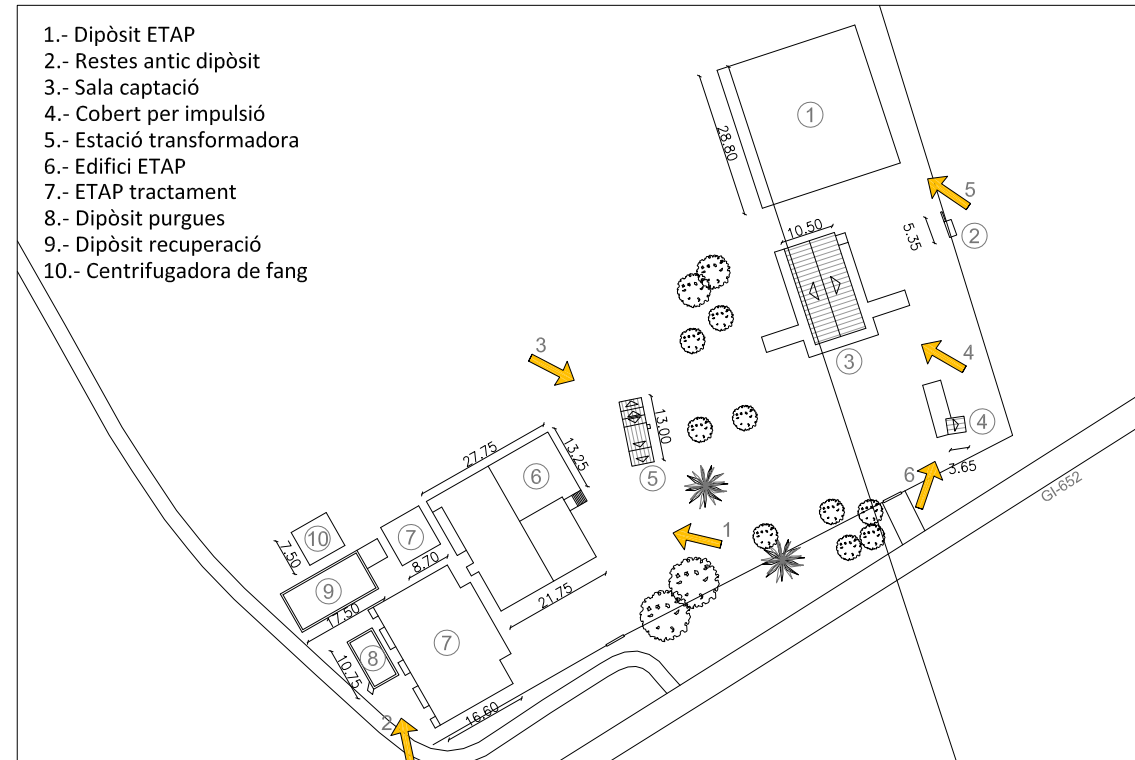 1.- Dipòsit ETAP
2.- Restes antic dipòsit
3.- Sala captació
4.- Cobert per impulsió
5.- Estació transformadora
6.- Edifici ETAP
7.- ETAP tractament
8.- Dipòsit purgues
9.- Dipòsit recuperació
10.- Centrifugadora de fang
1
28.80
5
10.50
5.35
2
3
3
4
13.00
4
27.75
13.25
6
5
3.65
6
GI-652
10
7
1
7.50
8.70
9
21.75
17.50
7
8
10.75
16.60
2